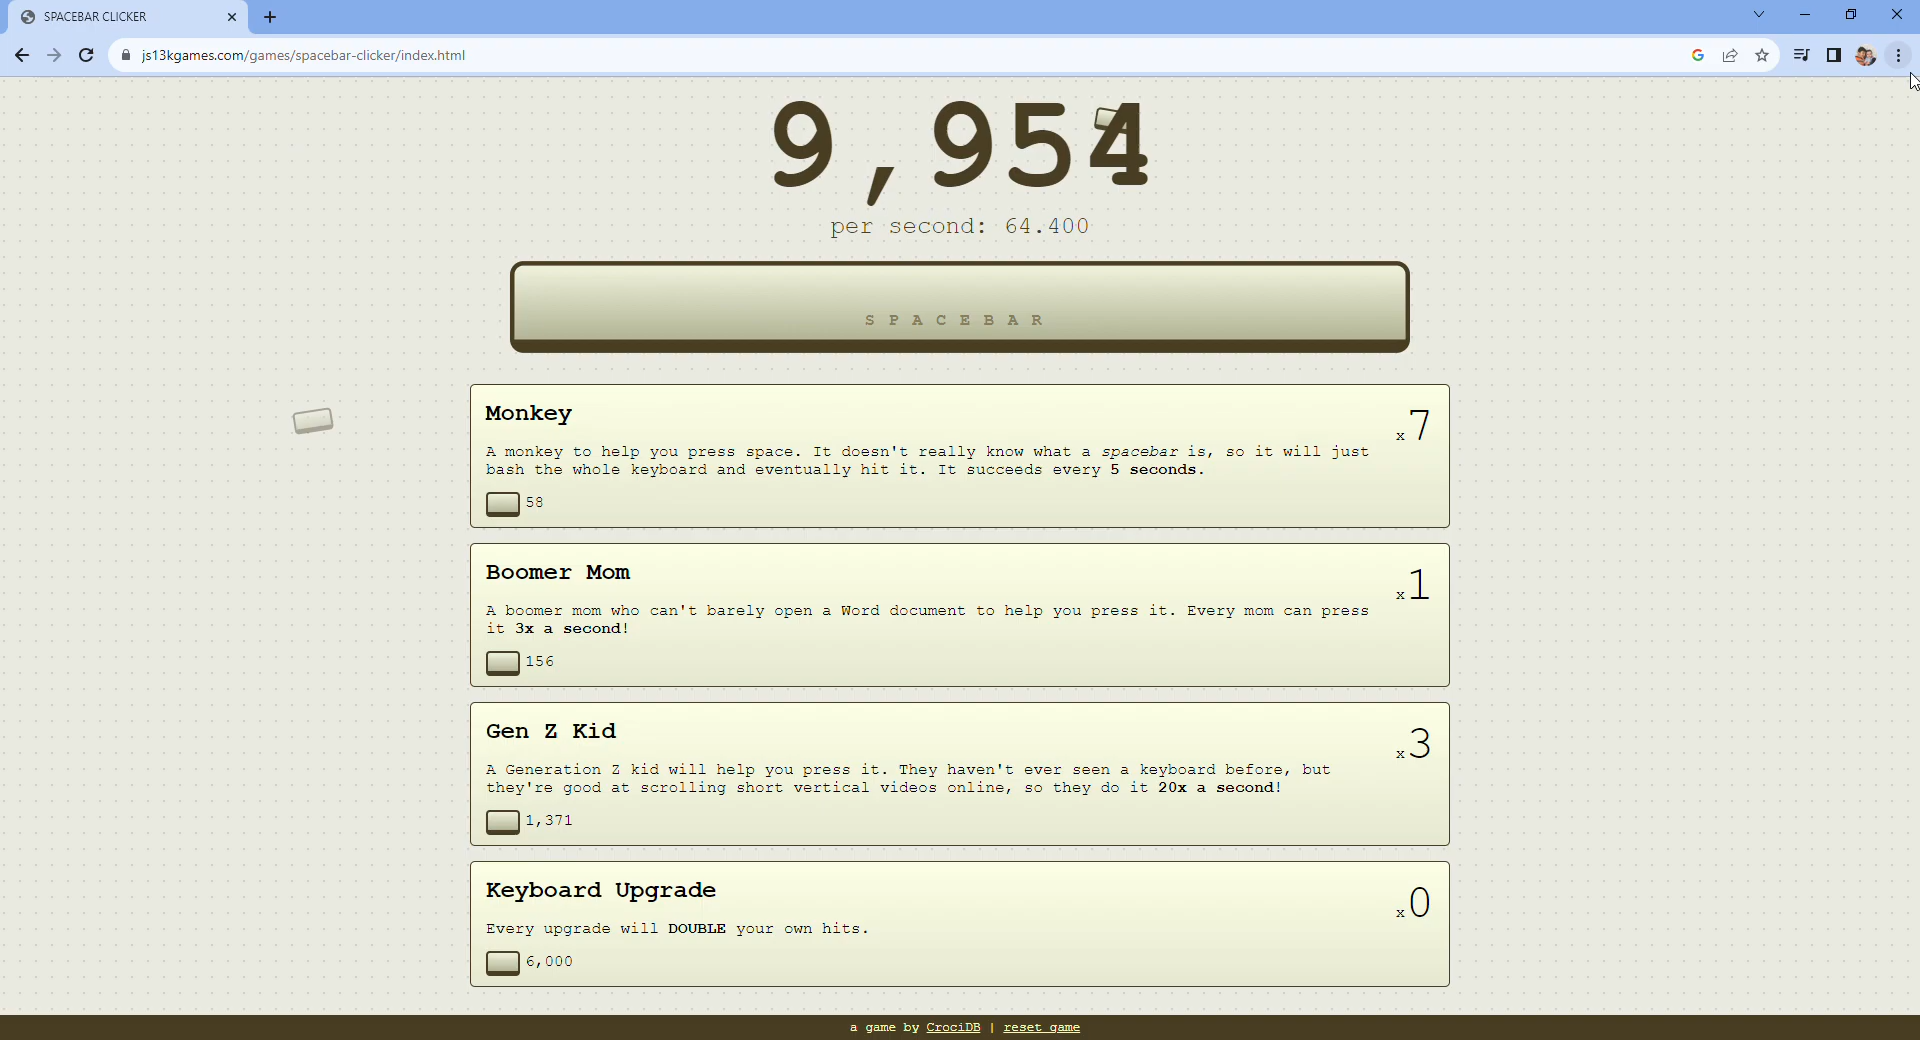 SPACEBAR CLICKER
js13kgames.com/games/spacebar-clicker/index.html
9,954
per second: 64.400
SPACEBAR
Monkey
x7
A monkey to help you press space. It doesn't really know what a spacebar is, so it will just
bash the whole keyboard and eventually hit it. It succeeds every 5 seconds.
58
Boomer Mom
x1
A boomer mom who can't barely open a Word document to help you press it. Every mom can press
it 3x a second!
156
Gen Z Kid
x3
A Generation Z kid will help you press it. They haven't ever seen a keyboard before, but
they're good at scrolling short vertical videos online, so they do it 20x a second!
1,371
Keyboard Upgrade
x0
Every upgrade will DOUBLE your own hits.
6,000
a game by CrociDB | reset game